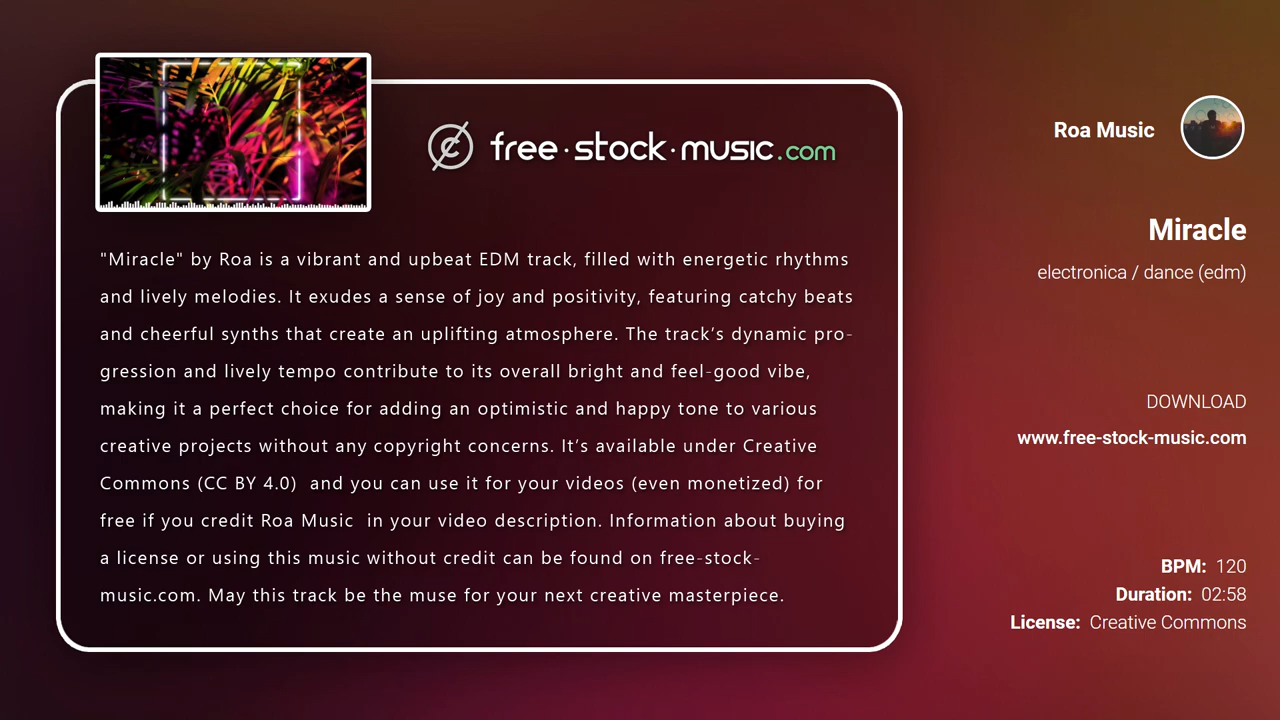 free·stock·music.com
"Miracle" by Roa is a vibrant and upbeat EDM track, filled with energetic rhythms
and lively melodies. It exudes a sense of joy and positivity, featuring catchy beats
and cheerful synths that create an uplifting atmosphere. The track’s dynamic pro-
gression and lively tempo contribute to its overall bright and feel-good vibe,
making it a perfect choice for adding an optimistic and happy tone to various
creative projects without any copyright concerns. It’s available under Creative
Commons (CC BY 4.0)  and you can use it for your videos (even monetized) for
free if you credit Roa Music  in your video description. Information about buying
a license or using this music without credit can be found on free-stock-
music.com. May this track be the muse for your next creative masterpiece.
Roa Music
Miracle
electronica / dance (edm)
DOWNLOAD
www.free-stock-music.com
BPM: 120
Duration: 02:58
License: Creative Commons